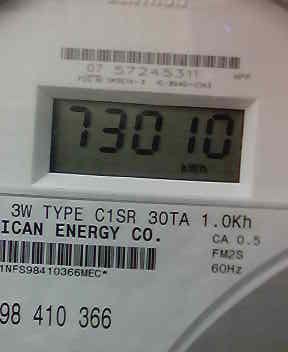 07 57245311
73010
kWh
3W TYPE C1SR 30TA 1.0Kh
ICAN ENERGY CO.
CA 0.5
FM2S
1NFS98410366MEC*
60Hz
98 410 366